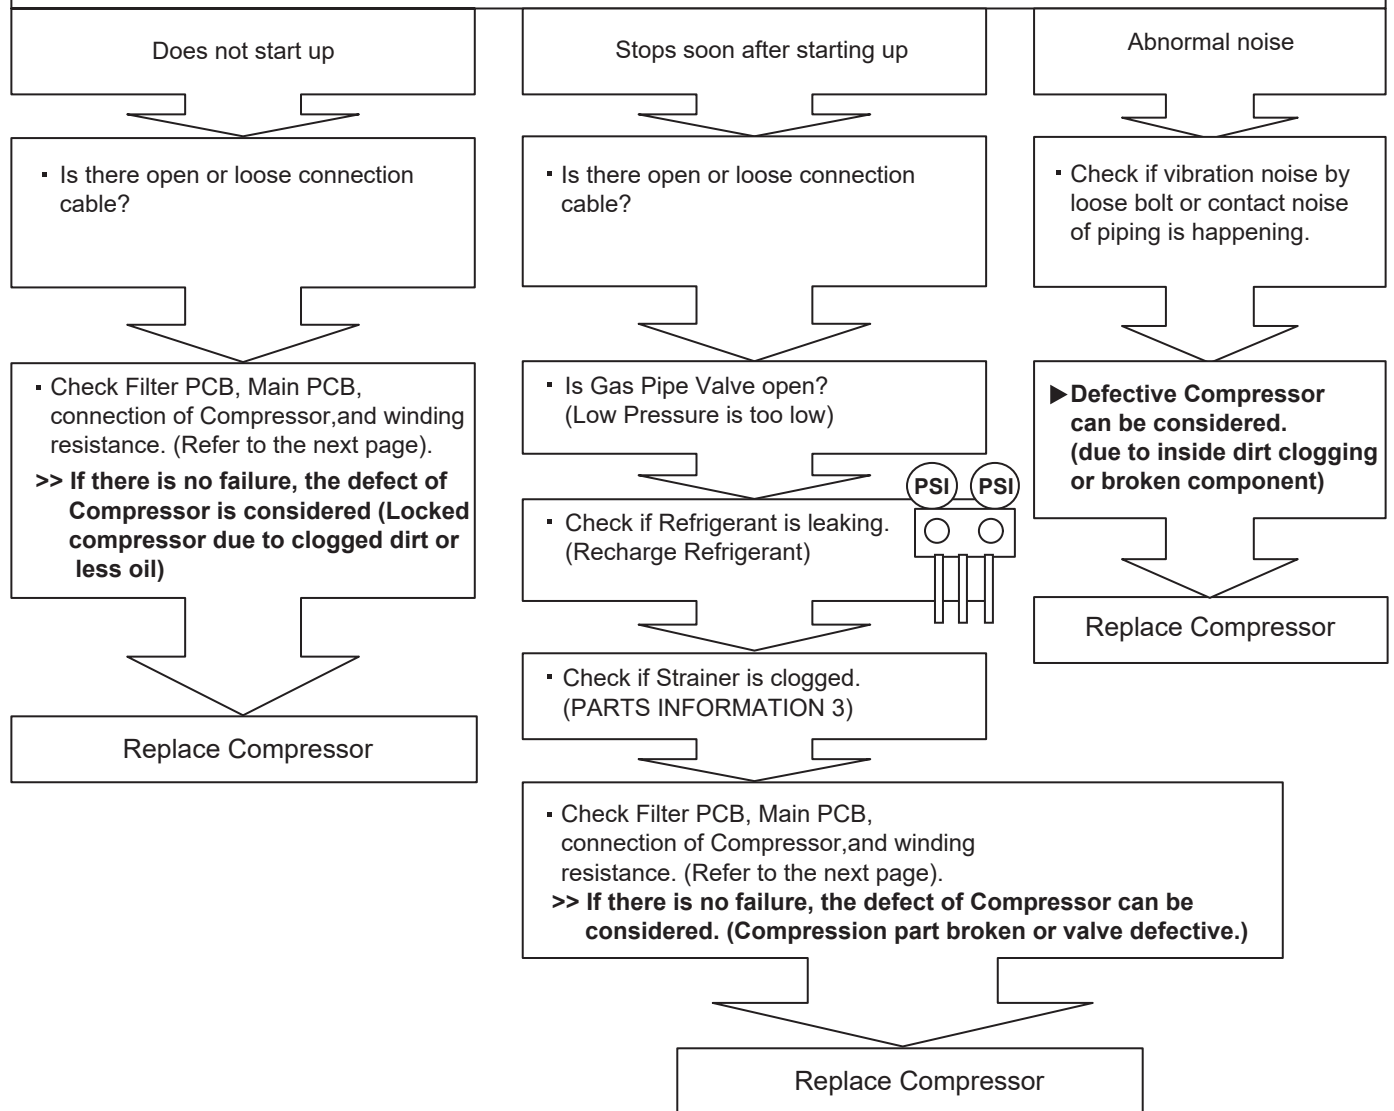 Does not start up
▪ Is there open or loose connection
cable?
▪ Check Filter PCB, Main PCB,
connection of Compressor,and winding
resistance. (Refer to the next page).
>> If there is no failure, the defect of
Compressor is considered (Locked
compressor due to clogged dirt or
less oil)
Replace Compressor
Stops soon after starting up
▪ Is there open or loose connection
cable?
▪ Is Gas Pipe Valve open?
(Low Pressure is too low)
▪ Check if Refrigerant is leaking.
(Recharge Refrigerant)
PSI PSI
▪ Check if Strainer is clogged.
(PARTS INFORMATION 3)
▪ Check Filter PCB, Main PCB,
connection of Compressor,and winding
resistance. (Refer to the next page).
>> If there is no failure, the defect of Compressor can be
considered. (Compression part broken or valve defective.)
Replace Compressor
Abnormal noise
▪ Check if vibration noise by
loose bolt or contact noise
of piping is happening.
▶Defective Compressor
can be considered.
(due to inside dirt clogging
or broken component)
Replace Compressor